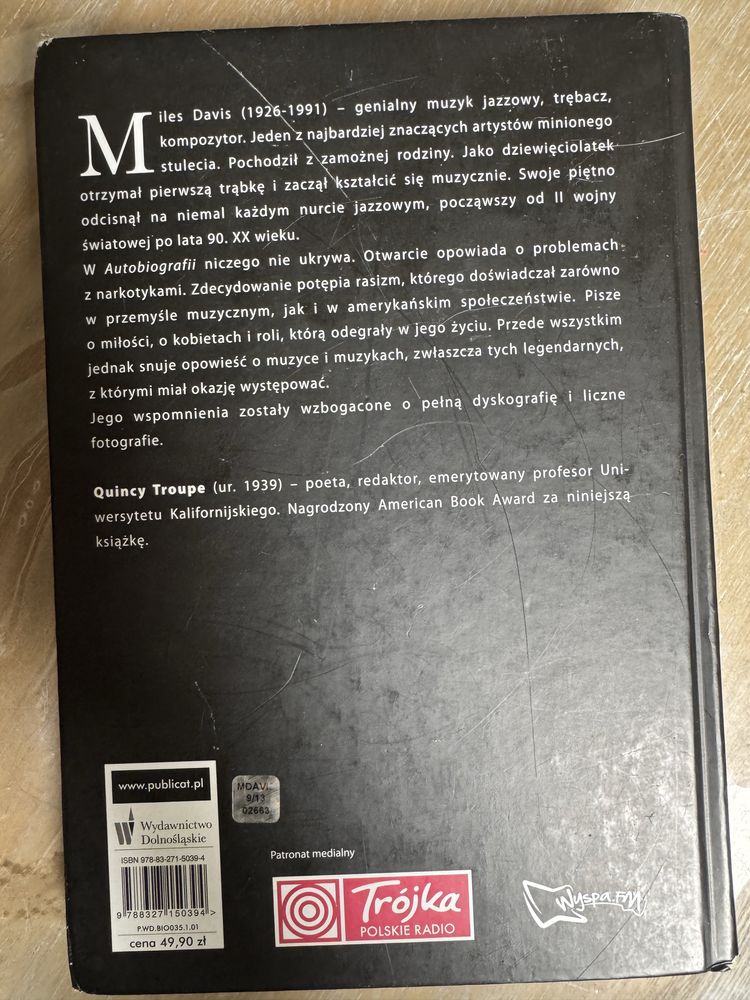 Miles Davis (1926-1991) – genialny muzyk jazzowy, trębacz,
kompozytor. Jeden z najbardziej znaczących artystów minionego
stulecia. Pochodził z zamożnej rodziny. Jako dziewięciolatek
otrzymał pierwszą trąbkę i zaczął kształcić się muzycznie. Swoje piętno
odcisnął na niemal każdym nurcie jazzowym, począwszy od II wojny
światowej po lata 90. XX wieku.
W Autobiografii niczego nie ukrywa. Otwarcie opowiada o problemach
z narkotykami. Zdecydowanie potępia rasizm, którego doświadczał zarówno
w przemyśle muzycznym, jak i w amerykańskim społeczeństwie. Pisze
o miłości, o kobietach i roli, którą odegrały w jego życiu. Przede wszystkim
jednak snuje opowieść o muzyce i muzykach, zwłaszcza tych legendarnych,
z którymi miał okazję występować.
Jego wspomnienia zostały wzbogacone o pełną dyskografię i liczne
fotografie.
Quincy Troupe (ur. 1939) – poeta, redaktor, emerytowany profesor Uni-
wersytetu Kalifornijskiego. Nagrodzony American Book Award za niniejszą
książkę.
www.publicat.pl
Wydawnictwo
Dolnośląskie
ISBN 978-83-271-5039-4
9 788327 150394 >
P.WD.BIO035.1.01
cena 49,90 zł
MDAVI
9/13
02663
Patronat medialny
Trójka
POLSKIE RADIO
Wyspa.FM